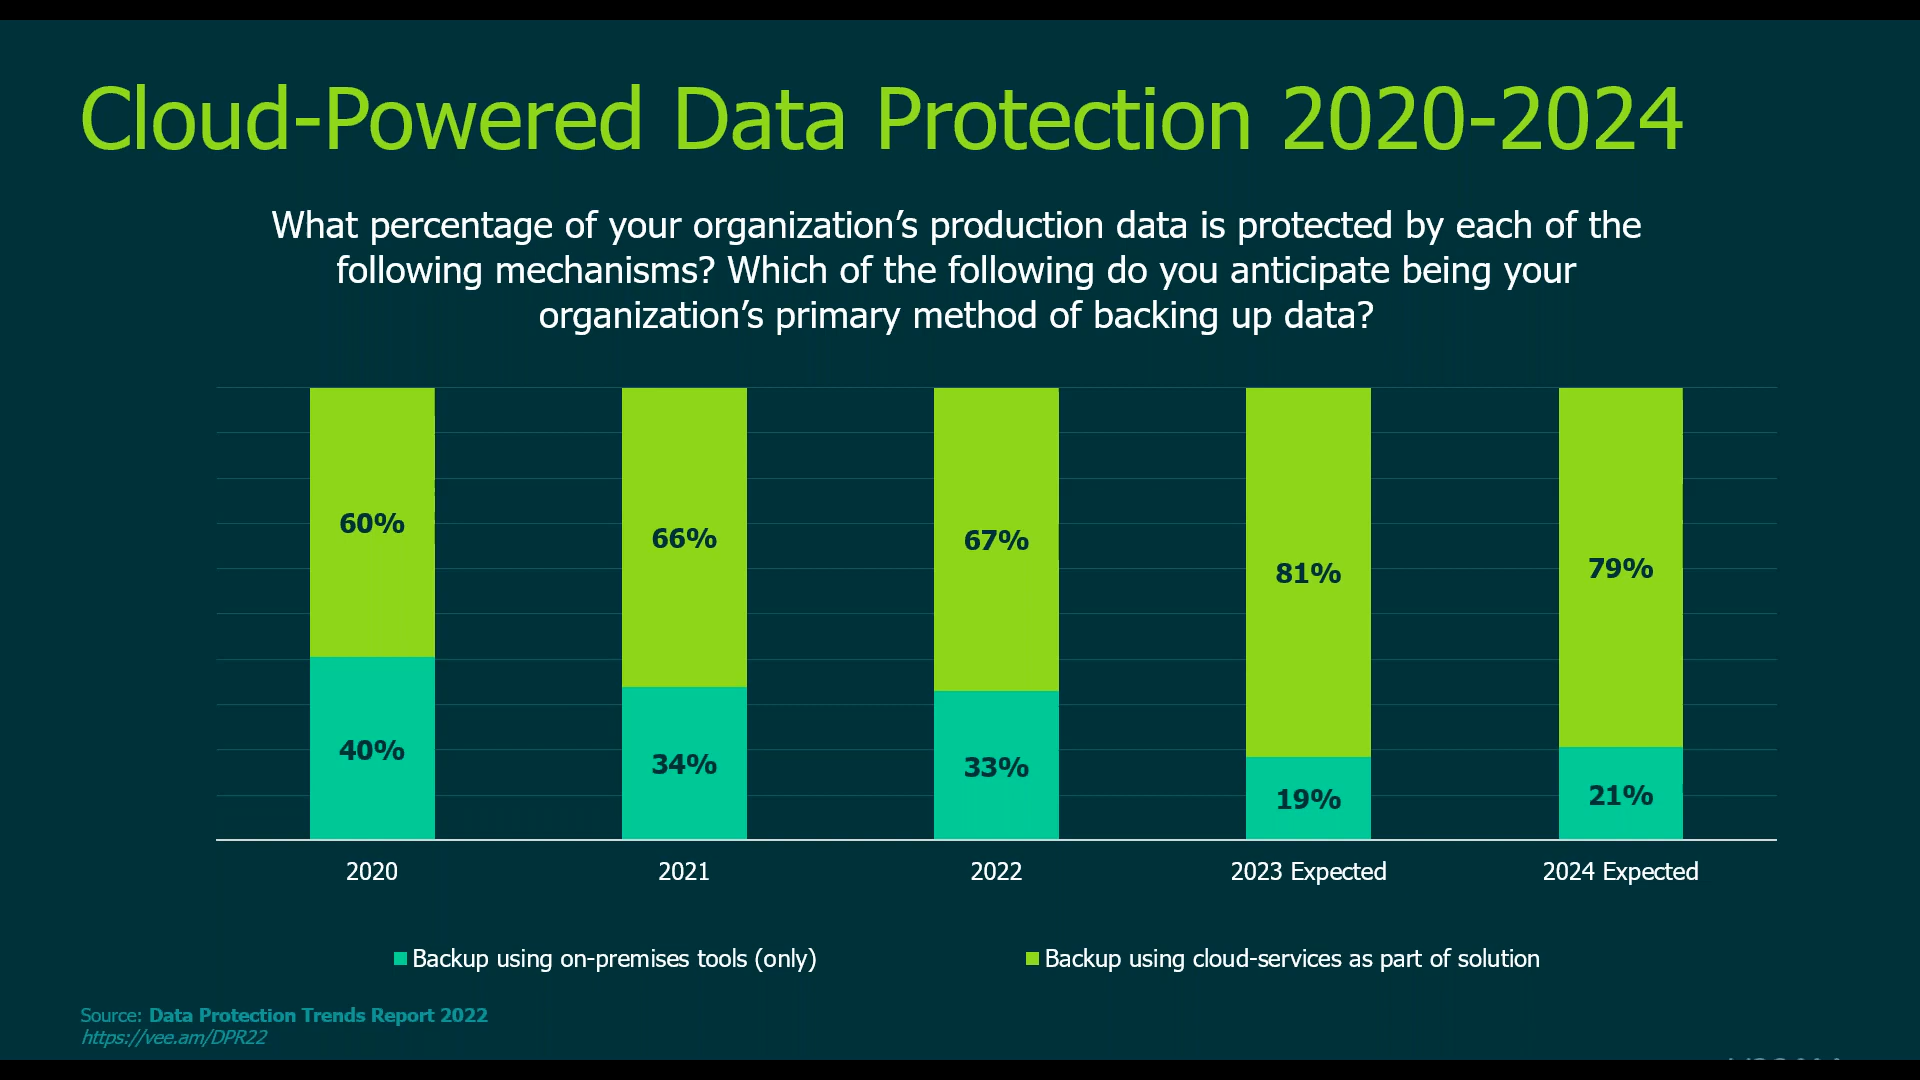 Cloud-Powered Data Protection 2020-2024
What percentage of your organization’s production data is protected by each of the
following mechanisms? Which of the following do you anticipate being your
organization’s primary method of backing up data?
60%
66%
67%
81%
79%
40%
34%
33%
19%
21%
2020
2021
2022
2023 Expected
2024 Expected
Backup using on-premises tools (only)
Backup using cloud-services as part of solution
Source: Data Protection Trends Report 2022
https://vee.am/DPR22